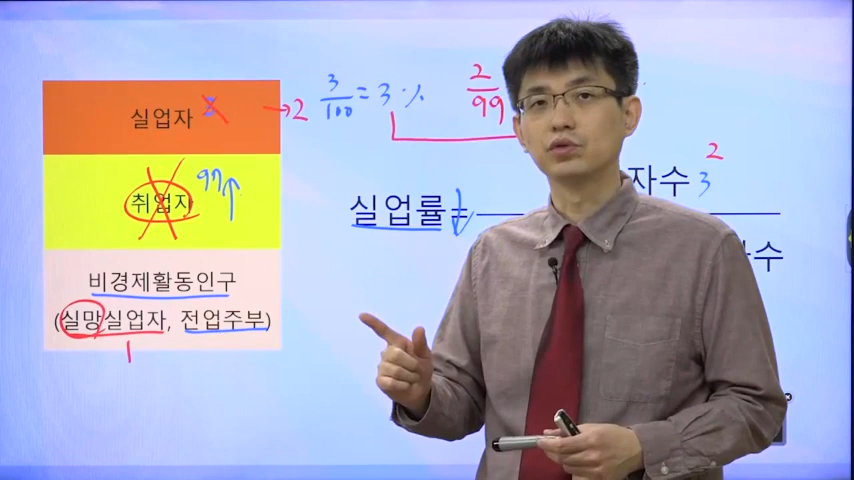 실업자 3 → 2
3/100 = 3 %
2/99
취업자 97 ↑
실업률 ↓
자수 3 2
수
비경제활동인구
(실망실업자, 전업주부)
1